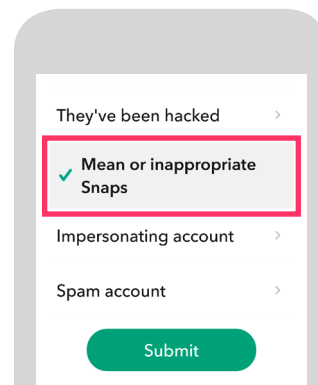 They've been hacked
Mean or inappropriate
Snaps
Impersonating account
Spam account
Submit